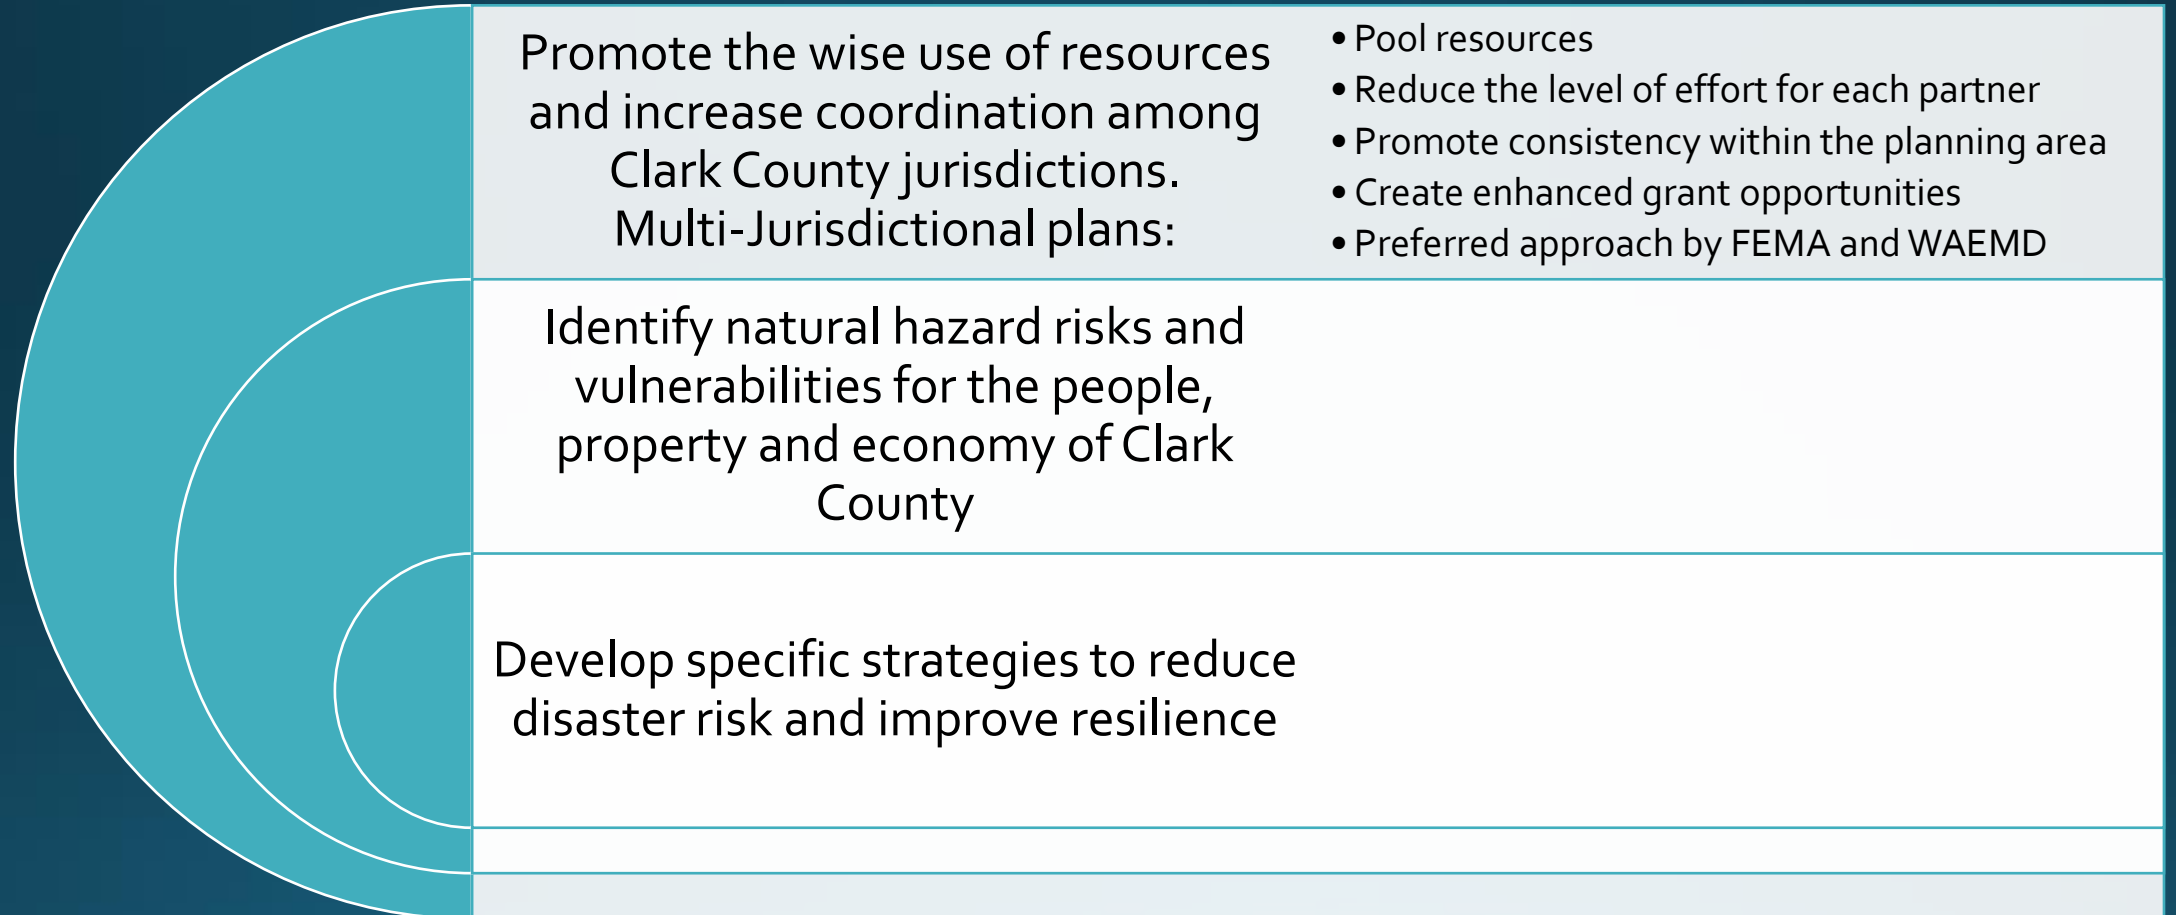 Promote the wise use of resources
and increase coordination among
Clark County jurisdictions.
Multi-Jurisdictional plans:
• Pool resources
• Reduce the level of effort for each partner
• Promote consistency within the planning area
• Create enhanced grant opportunities
• Preferred approach by FEMA and WAEMD
Identify natural hazard risks and
vulnerabilities for the people,
property and economy of Clark
County
Develop specific strategies to reduce
disaster risk and improve resilience